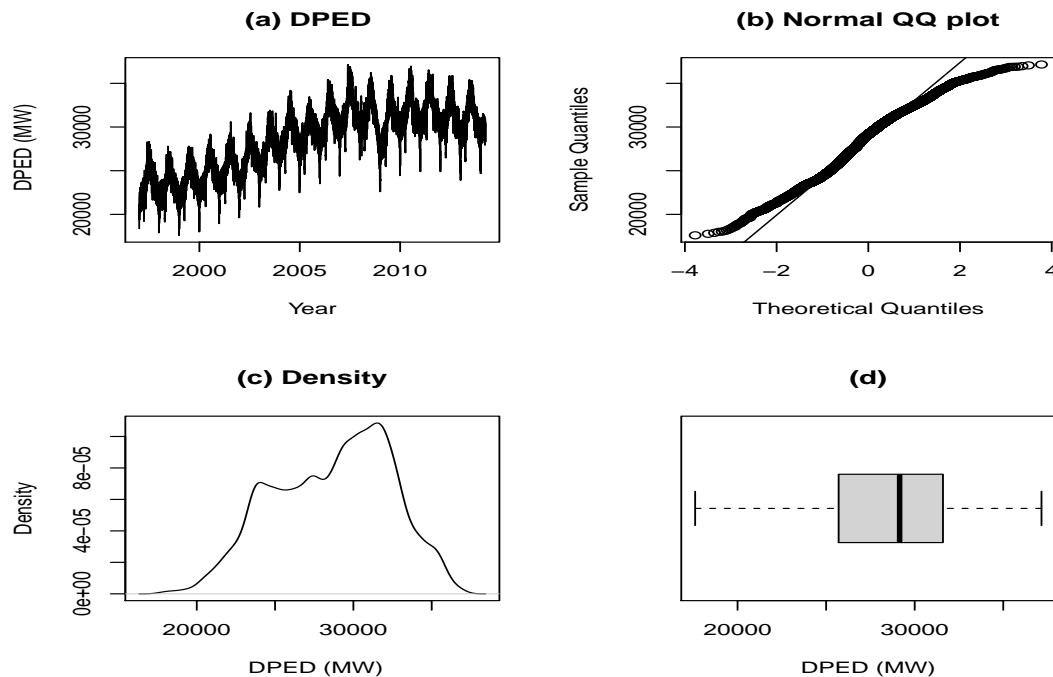 (a) DPED
DPED (MW)
30000
20000
2000 2005 2010
Year
(b) Normal QQ plot
Sample Quantiles
30000
20000
−4 −2 0 2 4
Theoretical Quantiles
(c) Density
Density
8e−05
4e−05
0e+00
20000 30000
DPED (MW)
(d)
20000 30000
DPED (MW)